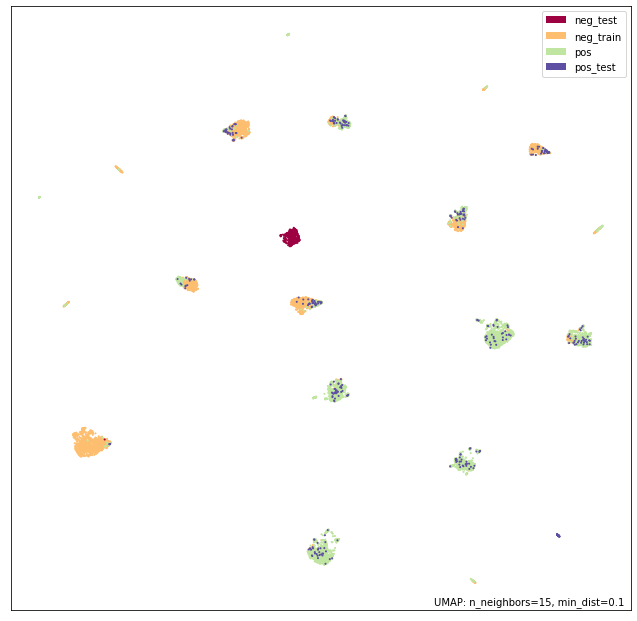 neg_test
neg_train
pos
pos_test
UMAP: n_neighbors=15, min_dist=0.1